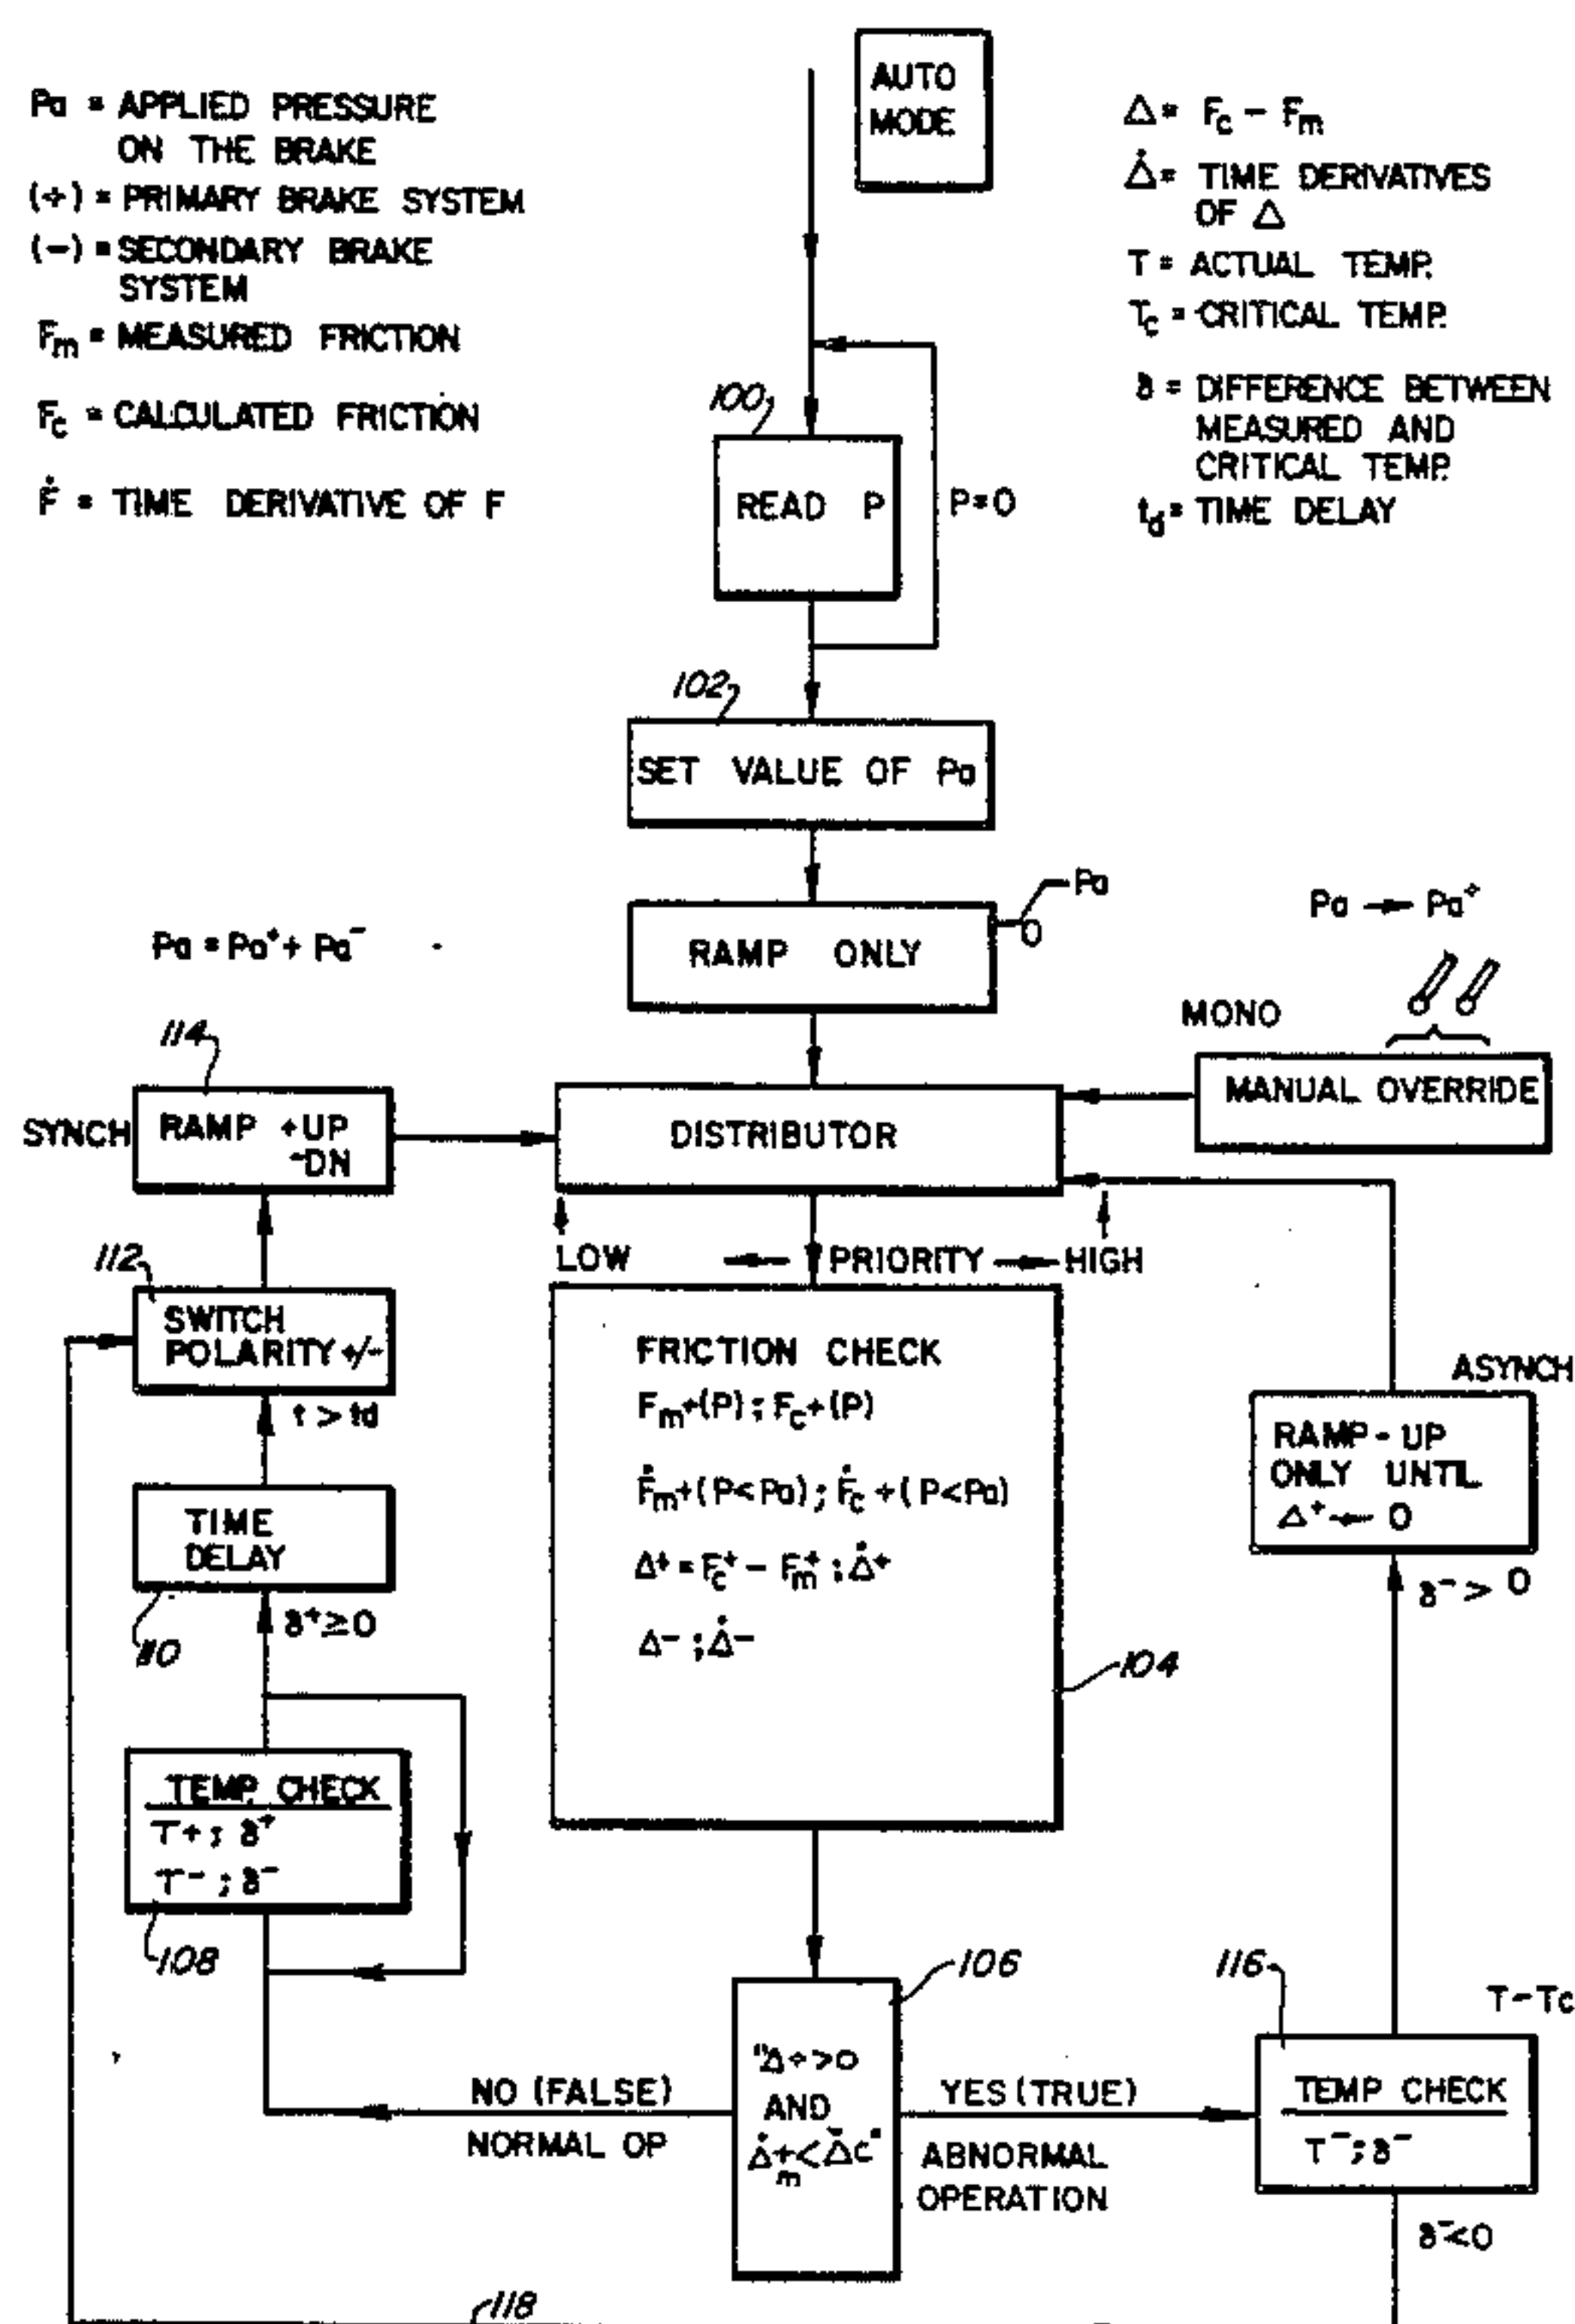 AUTO
MODE
Pa = APPLIED PRESSURE
ON THE BRAKE
(+) = PRIMARY BRAKE SYSTEM
(-) = SECONDARY BRAKE
SYSTEM
Fm = MEASURED FRICTION
Fc = CALCULATED FRICTION
Ḟ = TIME DERIVATIVE OF F
Δ = Fc - Fm
Δ̇ = TIME DERIVATIVES
OF Δ
T = ACTUAL TEMP.
Tc = CRITICAL TEMP.
δ = DIFFERENCE BETWEEN
MEASURED AND
CRITICAL TEMP.
td = TIME DELAY
100
READ P
P=0
102
SET VALUE OF Pa
RAMP ONLY
Pa
0
Pa → Pa⁺
Pa = Pa⁺ + Pa⁻
MONO
MANUAL OVERRIDE
114
SYNCH
RAMP +UP
-DN
DISTRIBUTOR
LOW ← PRIORITY → HIGH
112
SWITCH
POLARITY +/-
t > td
TIME
DELAY
110
δ⁺ ≥ 0
FRICTION CHECK
Fm+(P); Fc+(P)
Ḟm+(P<Pa); Ḟc+(P<Pa)
Δ⁺ = Fc⁺ - Fm⁺; Δ̇⁺
Δ⁻; Δ̇⁻
104
ASYNCH
RAMP-UP
ONLY UNTIL
Δ⁺ ← 0
δ⁻ > 0
TEMP. CHECK
T+; δ⁺
T⁻; δ⁻
108
106
"Δ+>0
AND
Δ̇+m<Δ̇c"
NO (FALSE)
NORMAL OP
YES (TRUE)
ABNORMAL
OPERATION
116
T-Tc
TEMP CHECK
T⁻; δ⁻
δ⁻<0
118